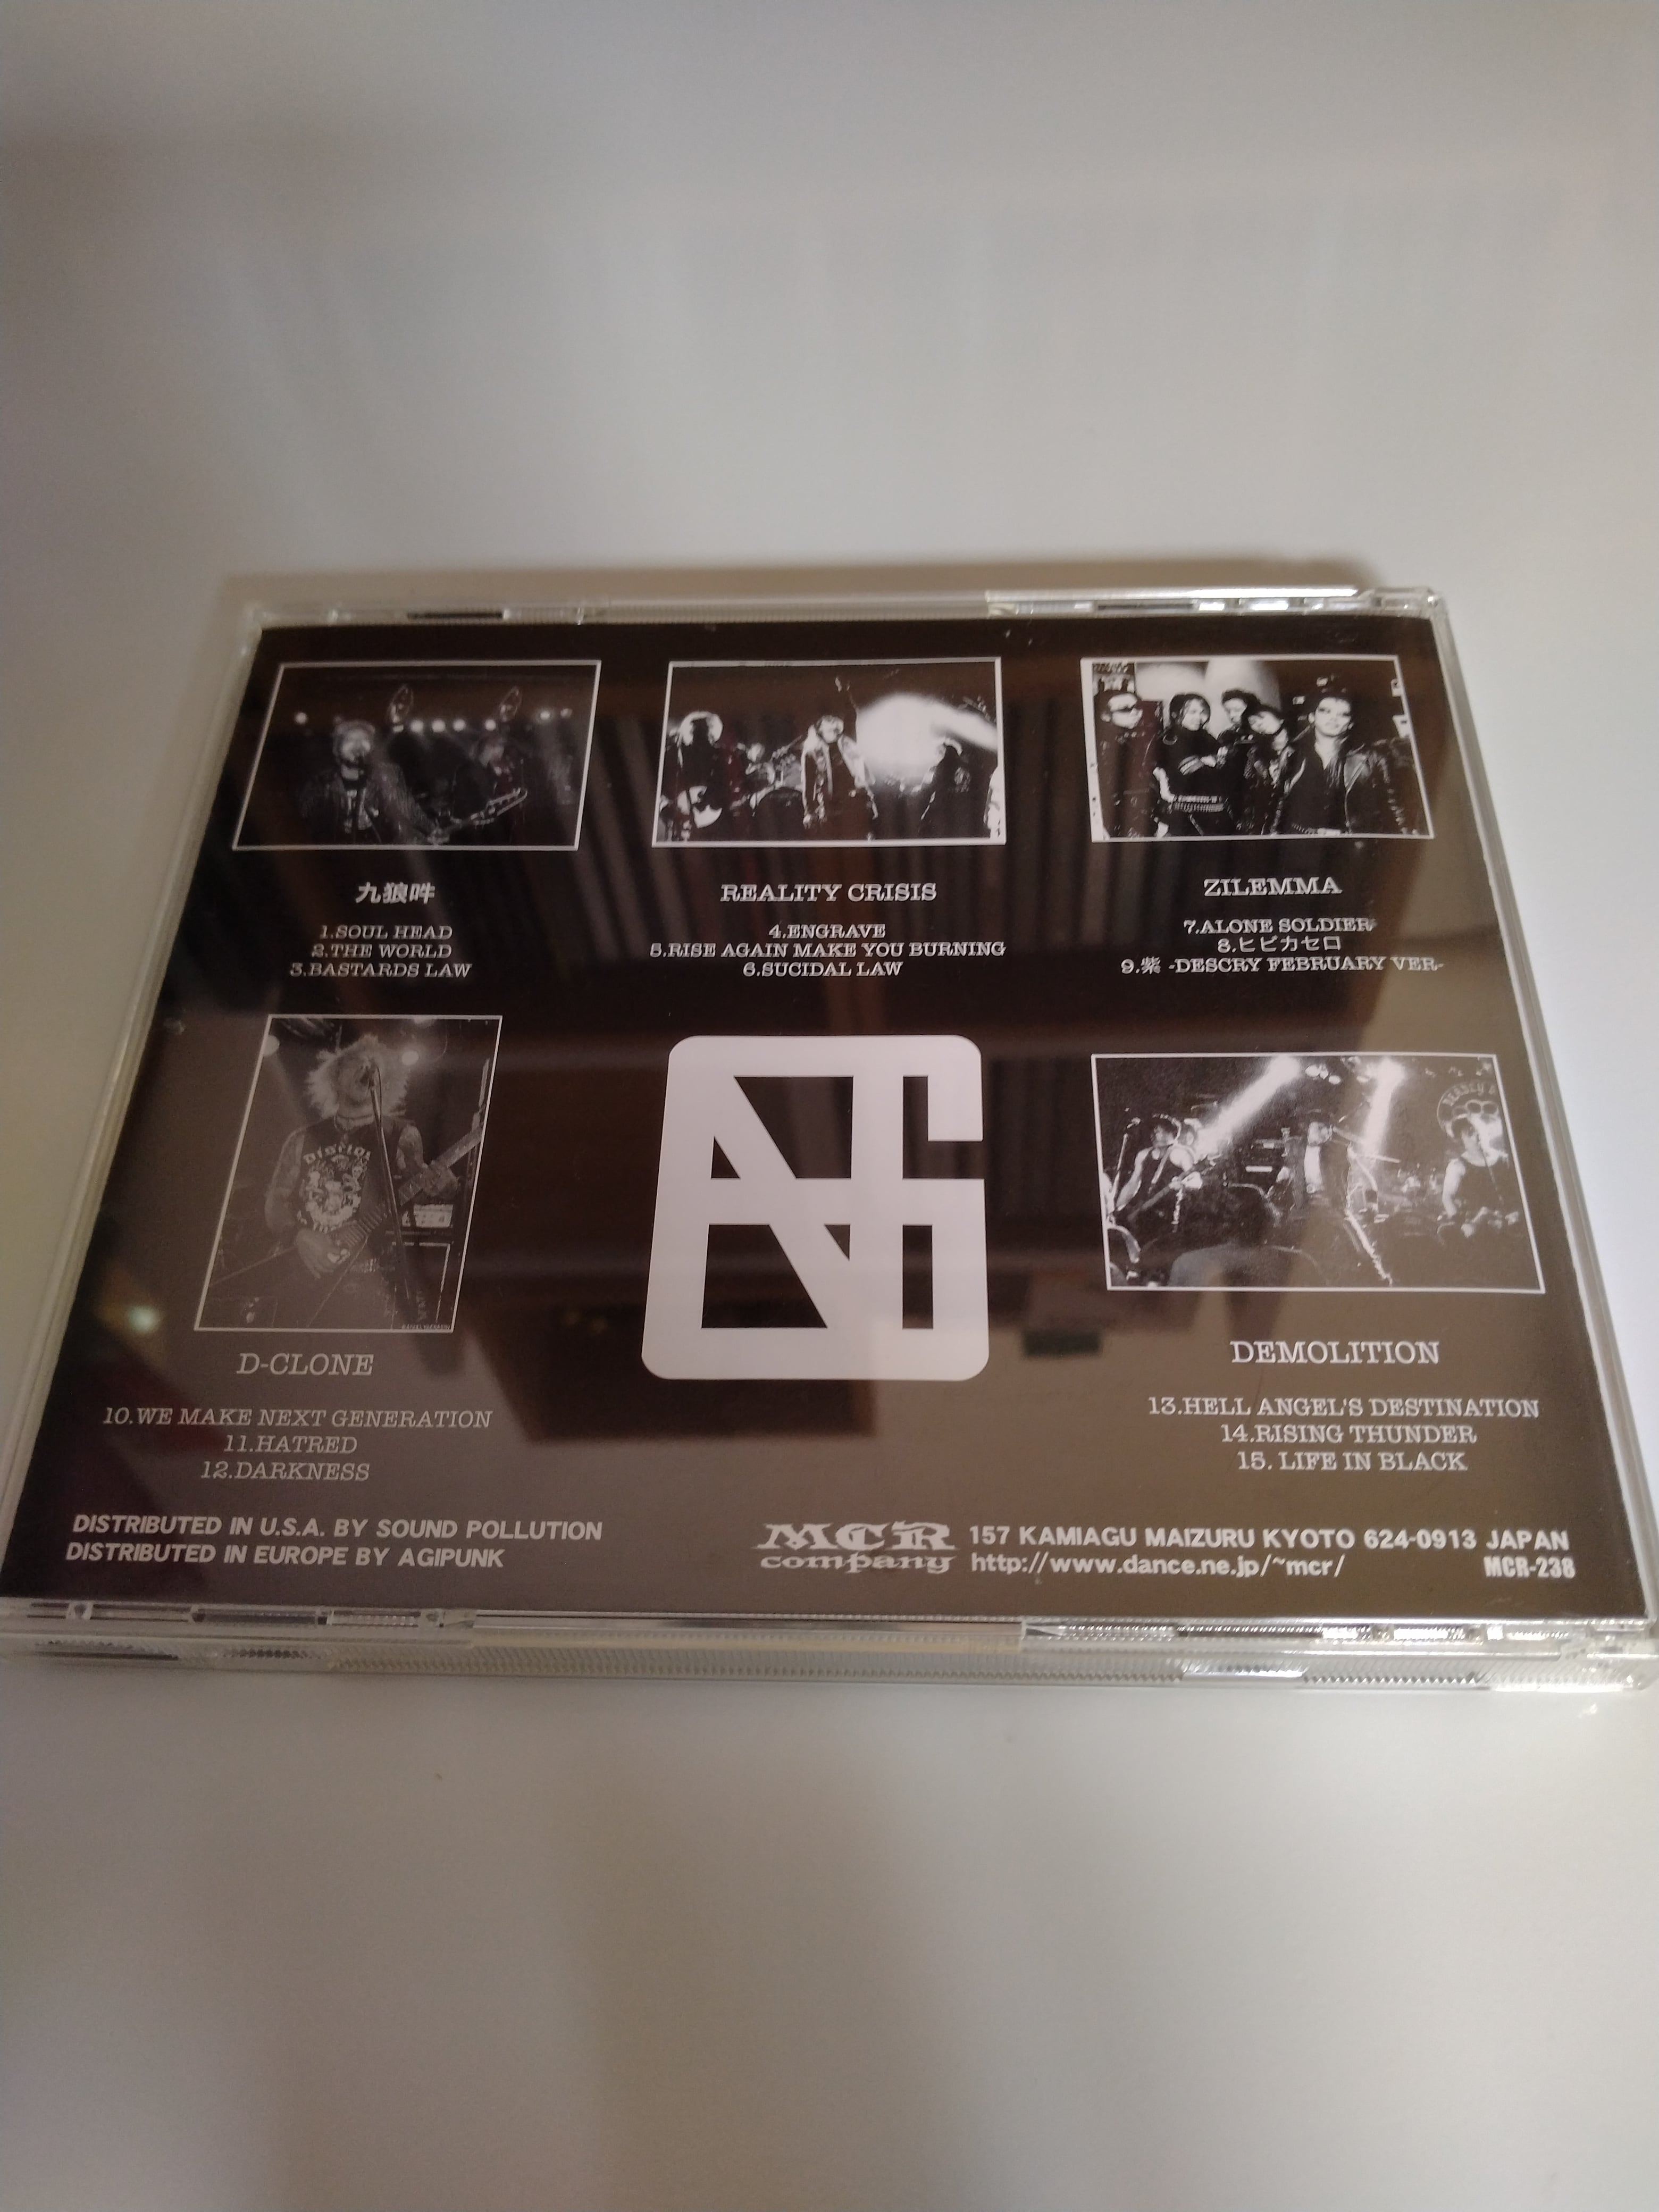 九狼吽
1.SOUL HEAD
2.THE WORLD
3.BASTARDS LAW
REALITY CRISIS
4.ENGRAVE
5.RISE AGAIN MAKE YOU BURNING
6.SUCIDAL LAW
ZILEMMA
7.ALONE SOLDIER
8.ヒビカセロ
9.紫 -DESCRY FEBRUARY VER-
D-CLONE
10.WE MAKE NEXT GENERATION
11.HATRED
12.DARKNESS
DEMOLITION
13.HELL ANGEL'S DESTINATION
14.RISING THUNDER
15. LIFE IN BLACK
DISTRIBUTED IN U.S.A. BY SOUND POLLUTION
DISTRIBUTED IN EUROPE BY AGIPUNK
MCR company
157 KAMIAGU MAIZURU KYOTO 624-0913 JAPAN
http://www.dance.ne.jp/~mcr/
MCR-238